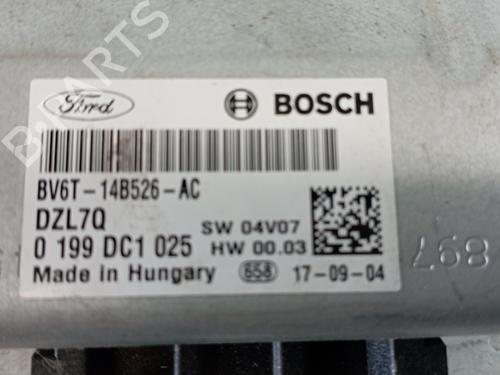 B-PARTS
Ford
BOSCH
BV6T-14B526-AC
DZL7Q
SW 04V07
0 199 DC1 025
HW 00.03
Made in Hungary
658
17-09-04
897